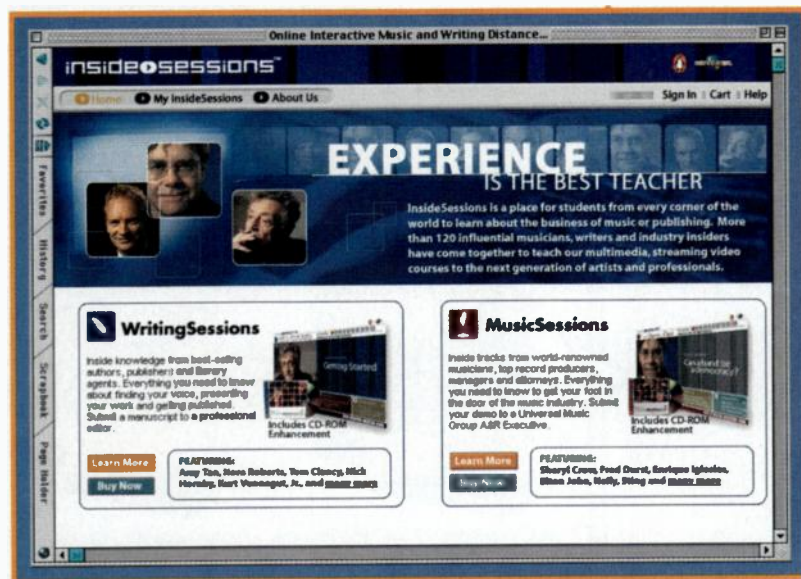 Online Interactive Music and Writing Distance...
insideosessions™
Home My InsideSessions About Us
Sign In Cart Help
Favorites
History
Search
Scrapbook
Page Holder
EXPERIENCE
IS THE BEST TEACHER
InsideSessions is a place for students from every corner of the
world to learn about the business of music or publishing. More
than 120 influential musicians, writers and industry insiders
have come together to teach our multimedia, streaming video
courses to the next generation of artists and professionals.
WritingSessions
Inside knowledge from best-selling
authors, publishers and literary
agents. Everything you need to know
about finding your voice, presenting
your work and getting published.
Submit a manuscript to a professional
editor.
Getting Started
Includes CD-ROM
Enhancement
Learn More
Buy Now
FEATURING:
Amy Tan, Nora Roberts, Tom Clancy, Nick
Hornby, Kurt Vonnegut, Jr., and many more
MusicSessions
Inside tracks from world-renowned
musicians, top record producers,
managers and attorneys. Everything
you need to know to get your foot in
the door of the music industry. Submit
your demo to a Universal Music
Group A&R Executive.
Includes CD-ROM
Enhancement
Learn More
Buy Now
FEATURING:
Sheryl Crow, Fred Durst, Enrique Iglesias,
Elton John, Nelly, Sting and many more